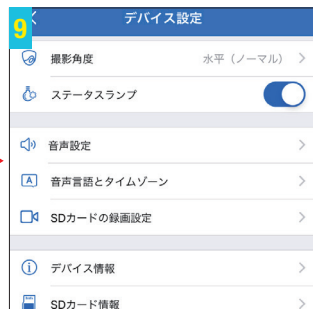 9
デバイス設定
撮影角度
水平（ノーマル）
ステータスランプ
音声設定
A 音声言語とタイムゾーン
SDカードの録画設定
デバイス情報
SDカード情報